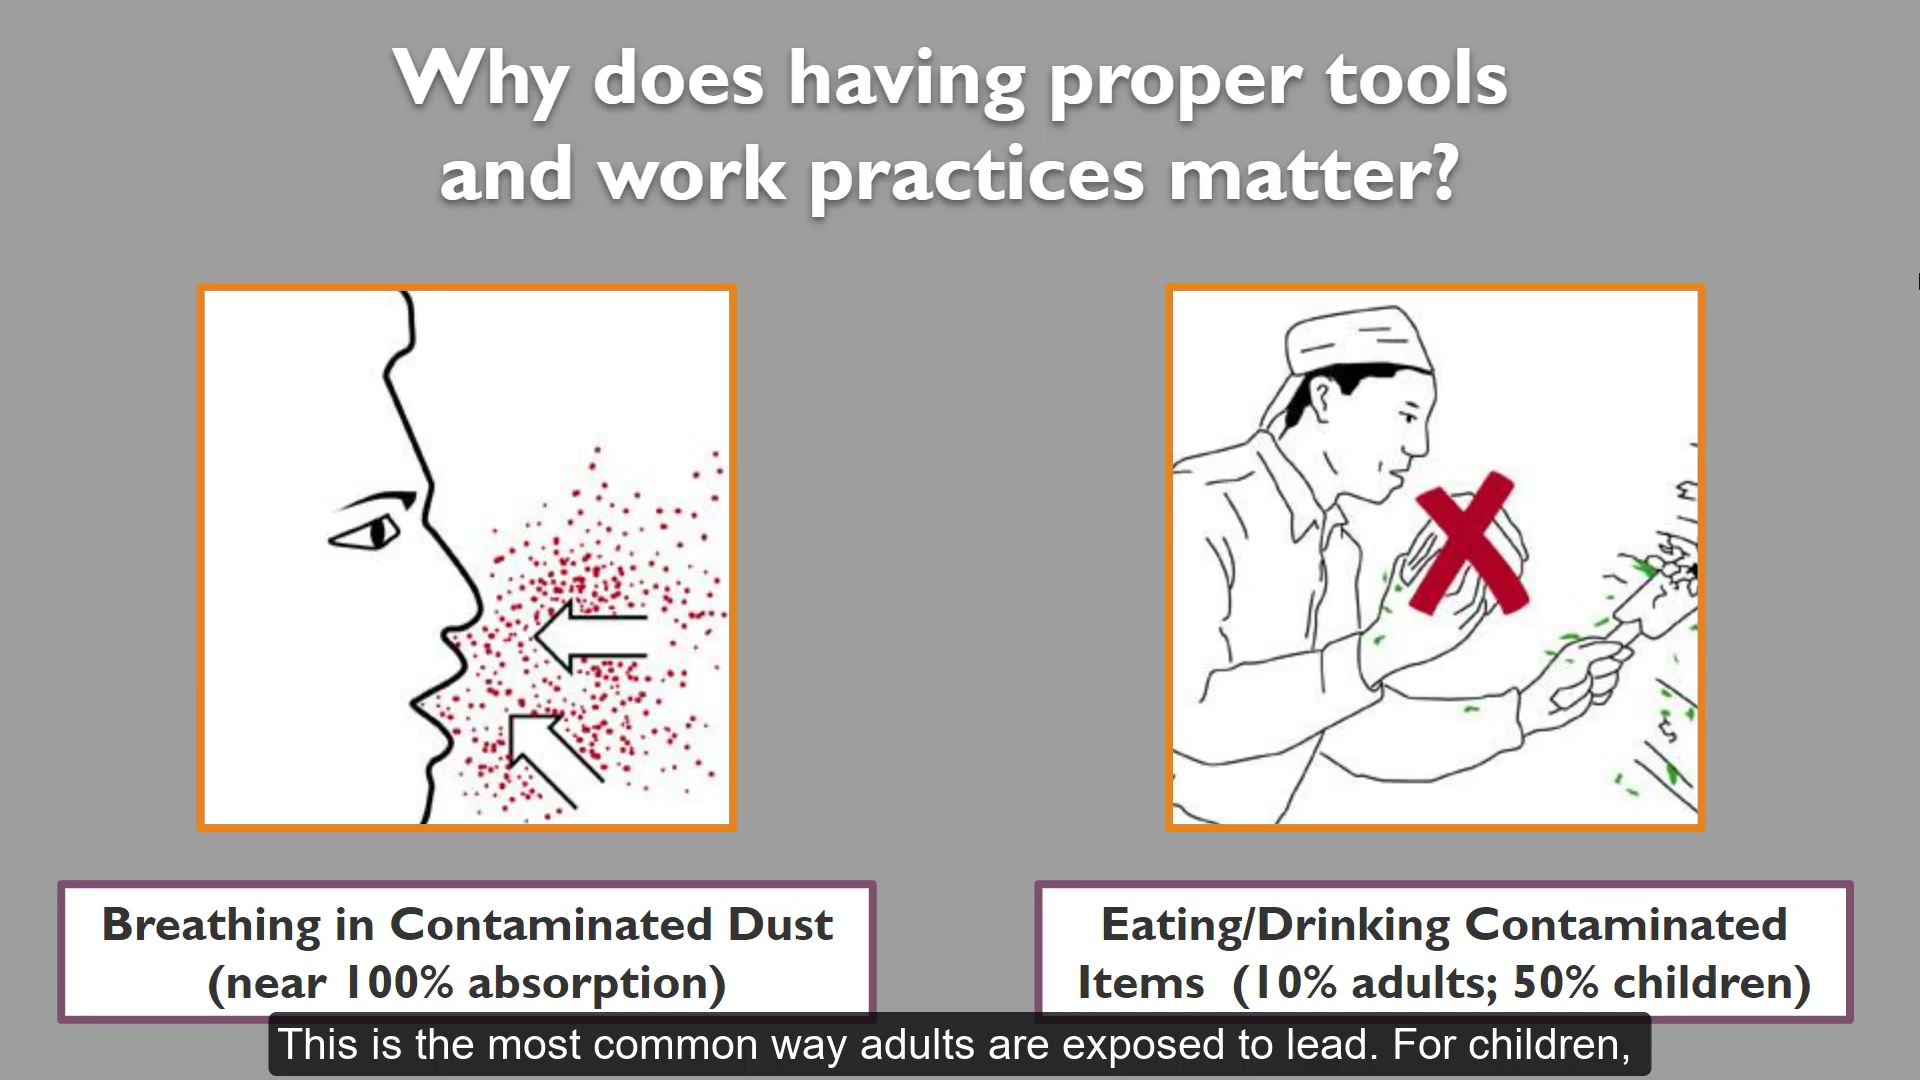 Why does having proper tools
and work practices matter?
Breathing in Contaminated Dust
(near 100% absorption)
Eating/Drinking Contaminated
Items (10% adults; 50% children)
This is the most common way adults are exposed to lead. For children,